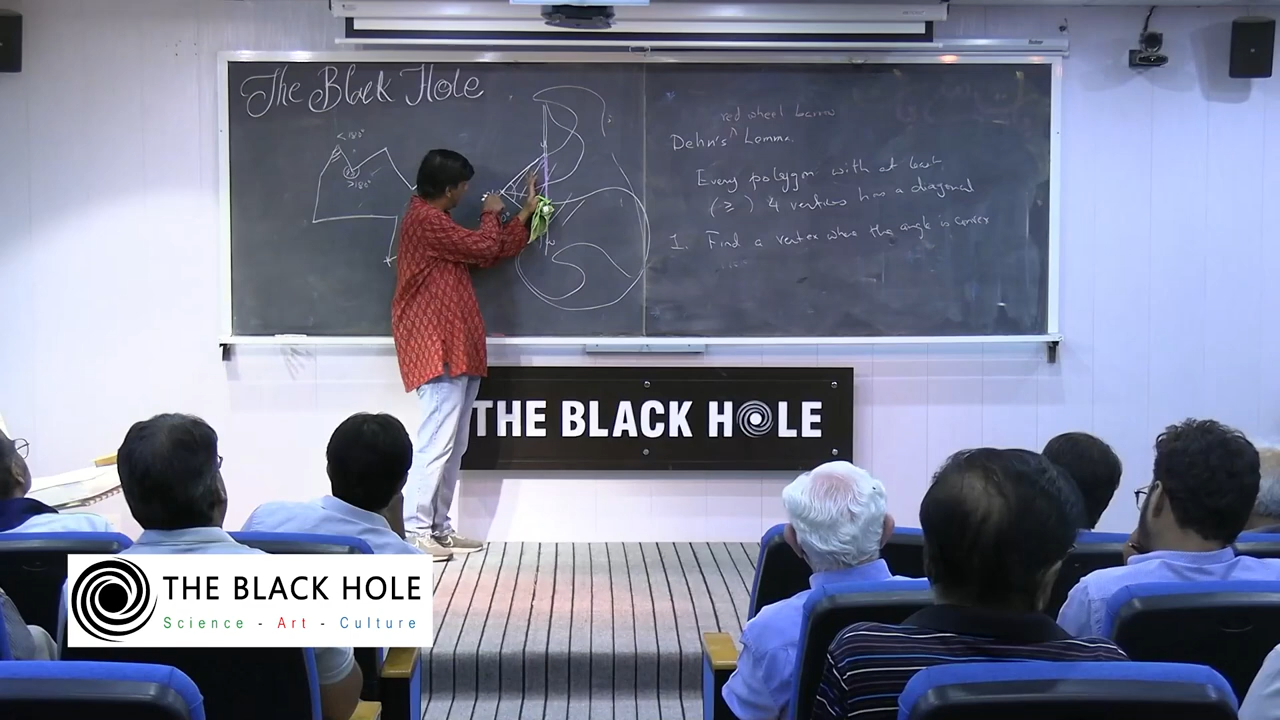 The Black Hole
< 180°
> 180°
red wheel barrow
Dehn's ^ Lemma.
Every polygon with at least
(≥) 4 vertices has a diagonal
1. Find a vertex where the angle is convex
THE BLACK HOLE
THE BLACK HOLE
Science - Art - Culture